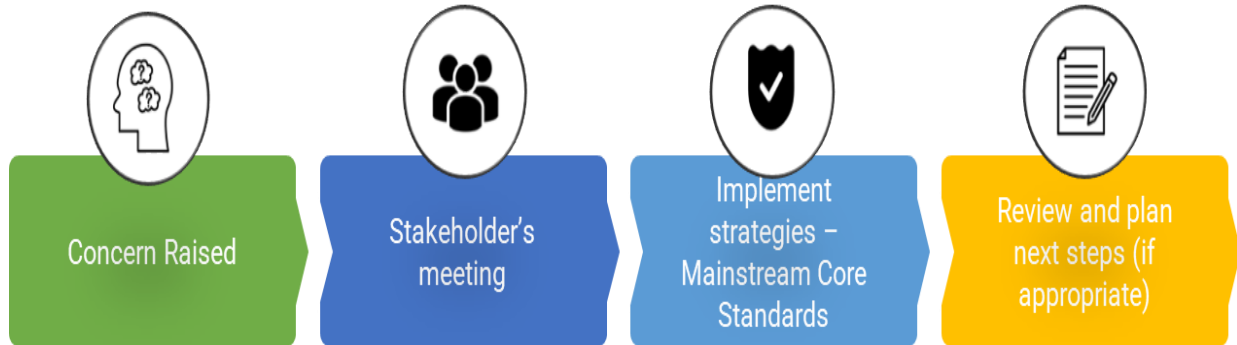 Concern Raised
Stakeholder’s
meeting
Implement
strategies –
Mainstream Core
Standards
Review and plan
next steps (if
appropriate)